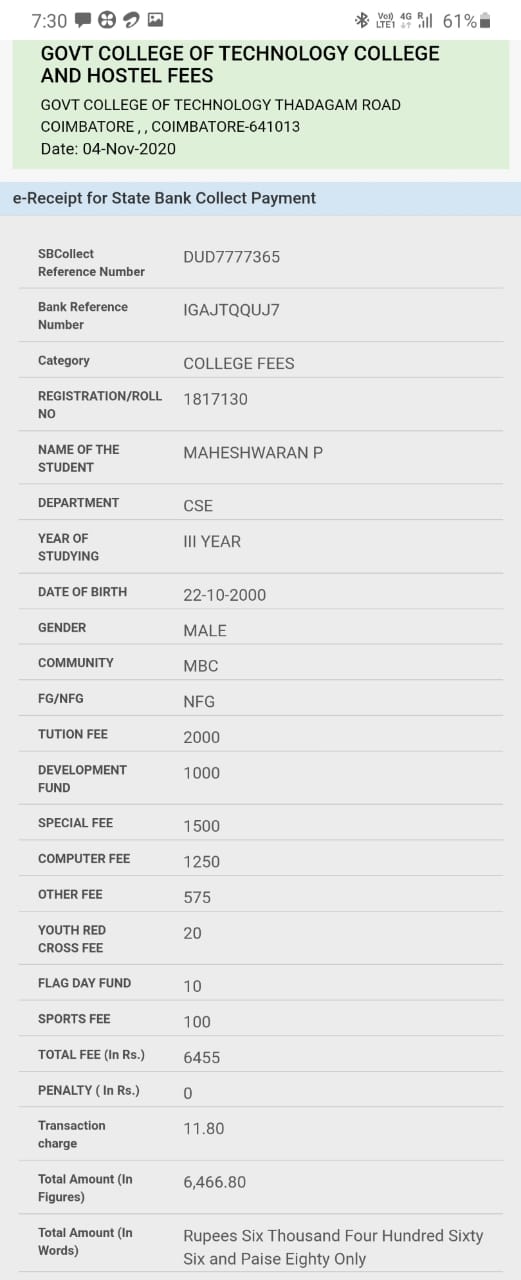 7:30
Vo) 4G R
LTE1
61%
GOVT COLLEGE OF TECHNOLOGY COLLEGE
AND HOSTEL FEES
GOVT COLLEGE OF TECHNOLOGY THADAGAM ROAD
COIMBATORE , , COIMBATORE-641013
Date: 04-Nov-2020
e-Receipt for State Bank Collect Payment
SBCollect
Reference Number
DUD7777365
Bank Reference
Number
IGAJTQQUJ7
Category
COLLEGE FEES
REGISTRATION/ROLL
NO
1817130
NAME OF THE
STUDENT
MAHESHWARAN P
DEPARTMENT
CSE
YEAR OF
STUDYING
III YEAR
DATE OF BIRTH
22-10-2000
GENDER
MALE
COMMUNITY
MBC
FG/NFG
NFG
TUTION FEE
2000
DEVELOPMENT
FUND
1000
SPECIAL FEE
1500
COMPUTER FEE
1250
OTHER FEE
575
YOUTH RED
CROSS FEE
20
FLAG DAY FUND
10
SPORTS FEE
100
TOTAL FEE (In Rs.)
6455
PENALTY ( In Rs.)
0
Transaction
charge
11.80
Total Amount (In
Figures)
6,466.80
Total Amount (In
Words)
Rupees Six Thousand Four Hundred Sixty
Six and Paise Eighty Only